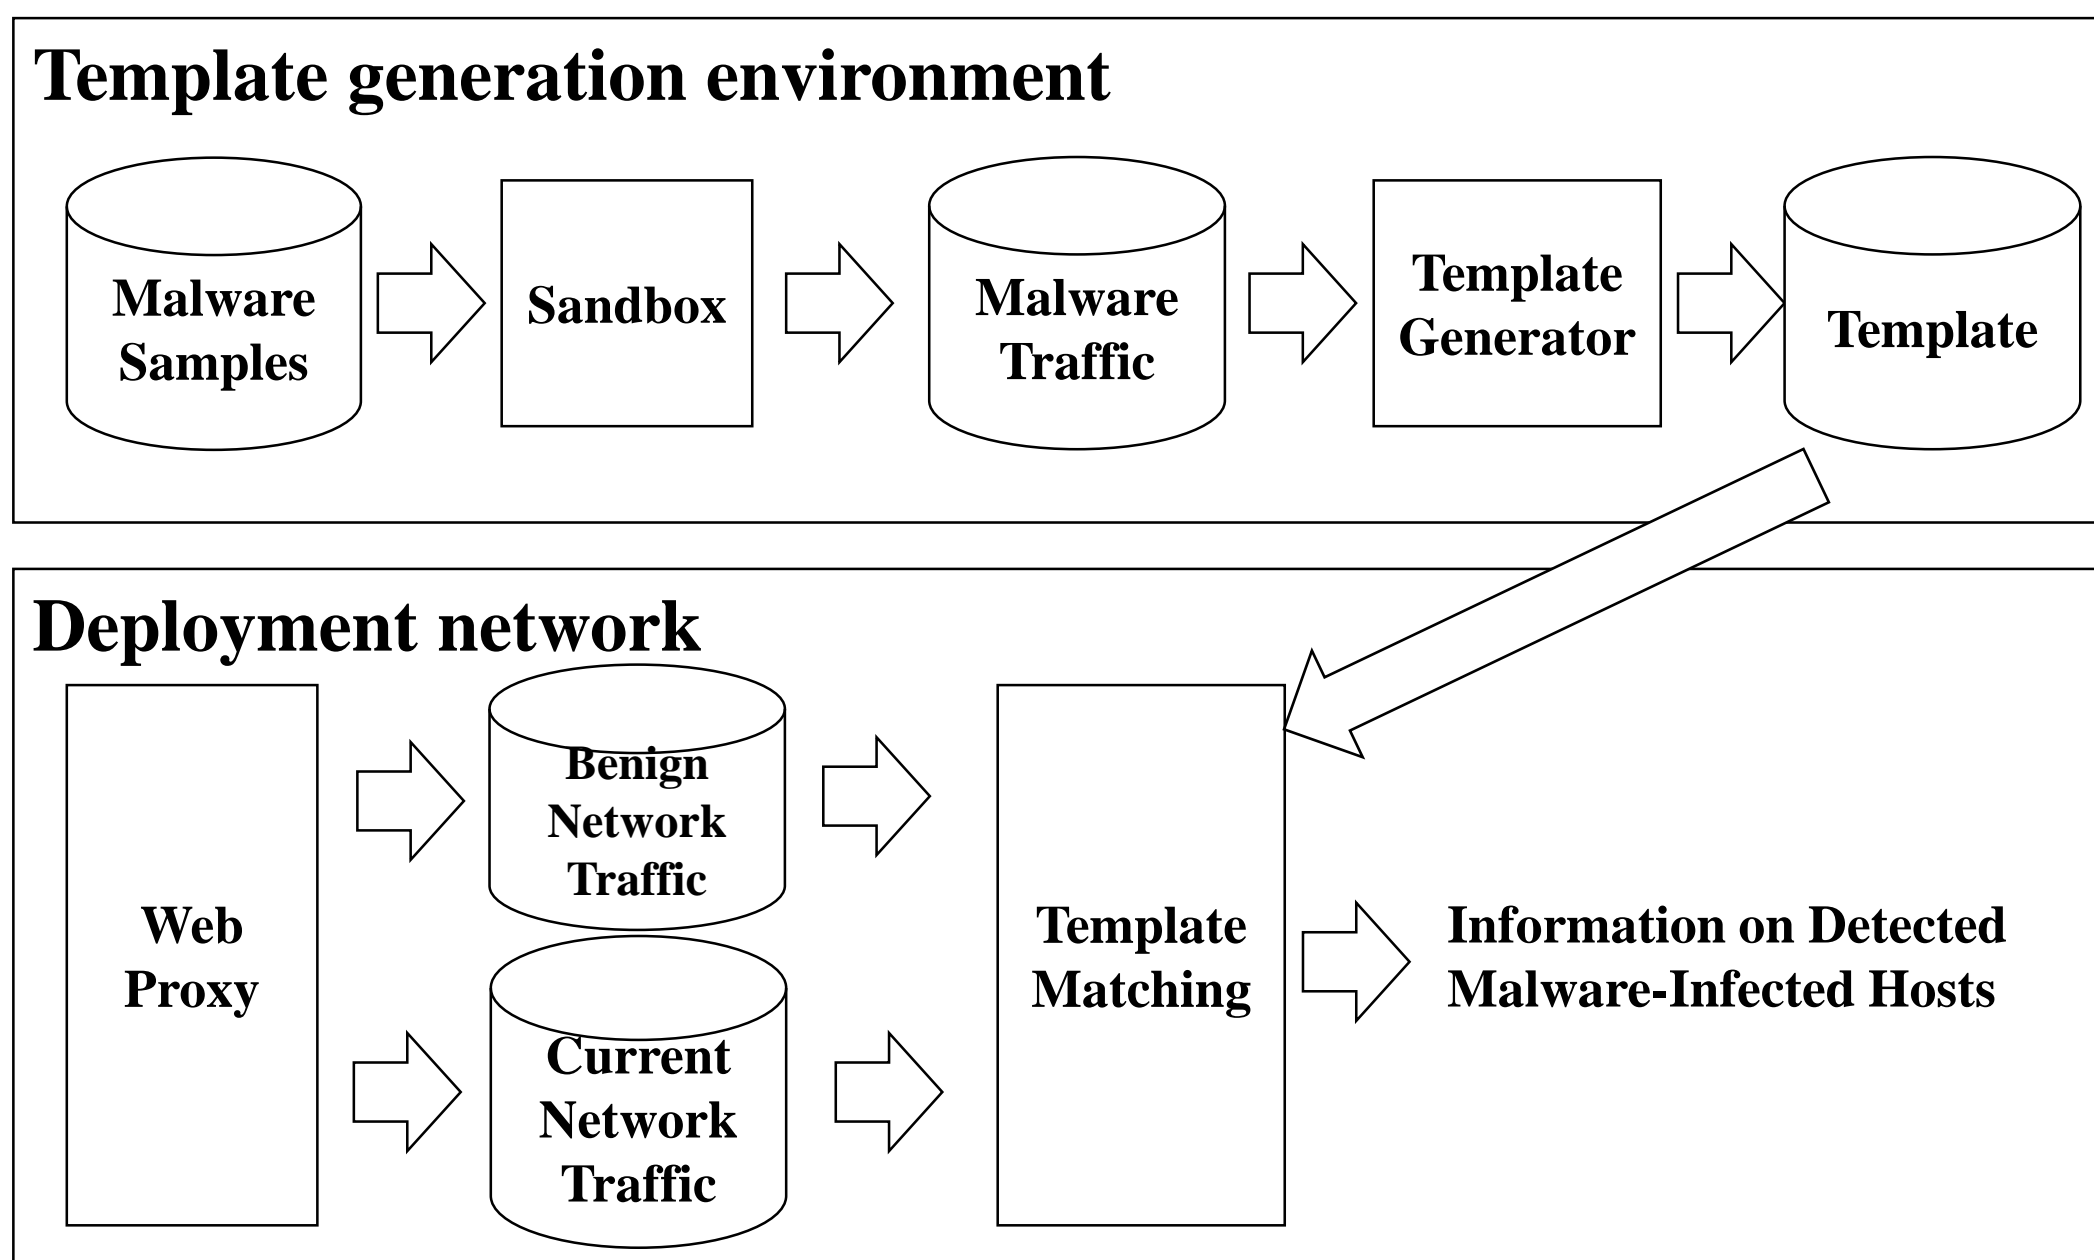 Template generation environment
Malware
Samples
Sandbox
Malware
Traffic
Template
Generator
Template
Deployment network
Web
Proxy
Benign
Network
Traffic
Current
Network
Traffic
Template
Matching
Information on Detected
Malware-Infected Hosts